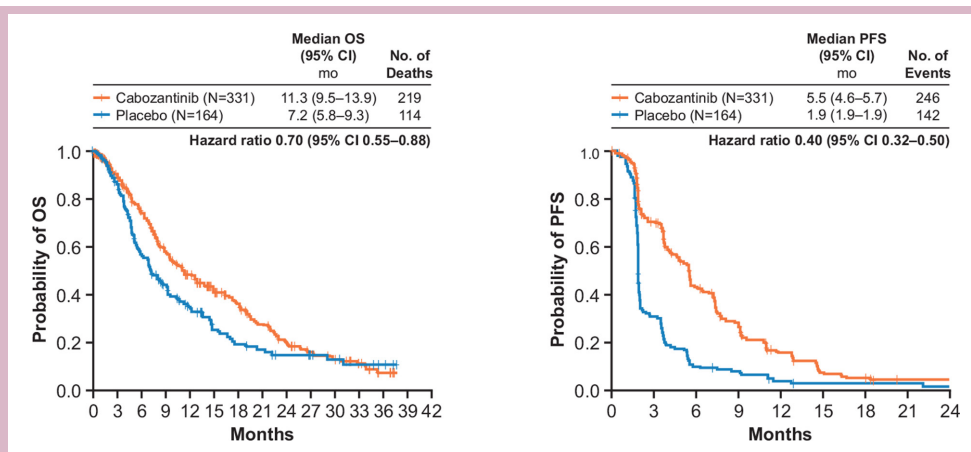 Median OS
(95% CI) No. of
mo Deaths
Cabozantinib (N=331) 11.3 (9.5–13.9) 219
Placebo (N=164) 7.2 (5.8–9.3) 114
Hazard ratio 0.70 (95% CI 0.55–0.88)
Probability of OS
1.0
0.8
0.6
0.4
0.2
0.0
0 3 6 9 12 15 18 21 24 27 30 33 36 39 42
Months
Median PFS
(95% CI) No. of
mo Events
Cabozantinib (N=331) 5.5 (4.6–5.7) 246
Placebo (N=164) 1.9 (1.9–1.9) 142
Hazard ratio 0.40 (95% CI 0.32–0.50)
Probability of PFS
1.0
0.8
0.6
0.4
0.2
0.0
0 3 6 9 12 15 18 21 24
Months